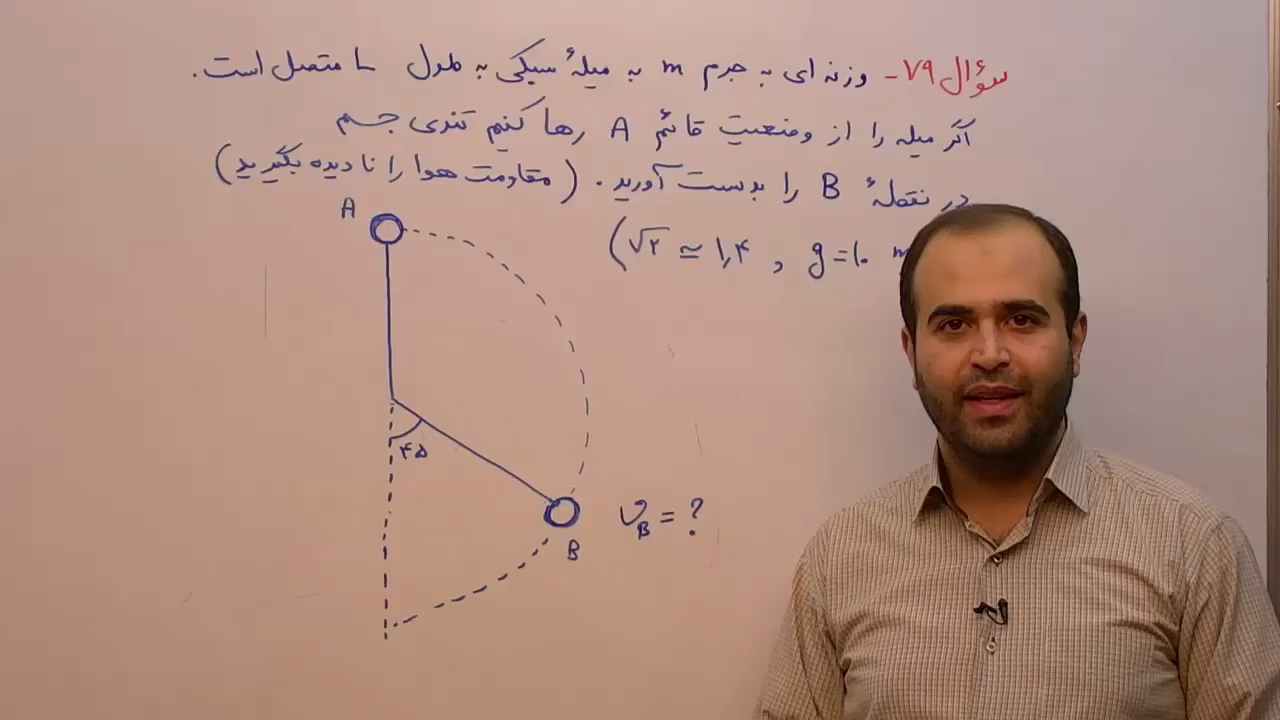 سؤال ۷۹- وزنه ای به جرم m به میلهٔ سبکی به طول L متصل است.
اگر میله را از وضعیت قائم A رها کنیم تندی جسم
در نقطهٔ B را بدست آورید. (مقاومت هوا را نادیده بگیرید)
(√۲ ≃ ۱٫۴ , g=۱۰ m
A
۴۵
B
v_B = ?